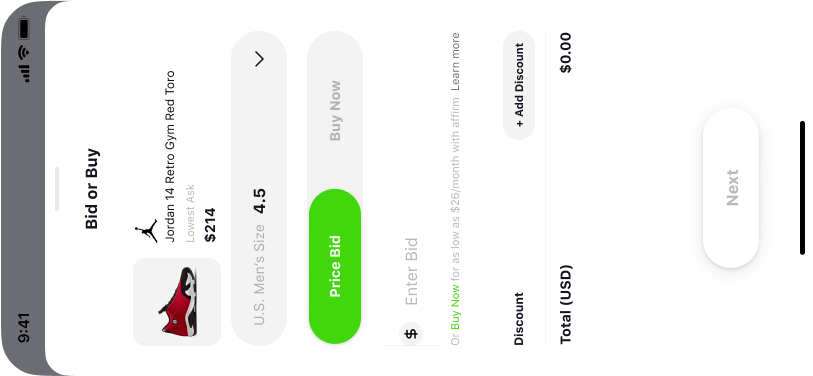 9:41
Bid or Buy
Jordan 14 Retro Gym Red Toro
Lowest Ask
$214
U.S. Men's Size 4.5
Price Bid Buy Now
$ Enter Bid
Or Buy Now for as low as $26/month with affirm Learn more
Discount + Add Discount
Total (USD) $0.00
Next